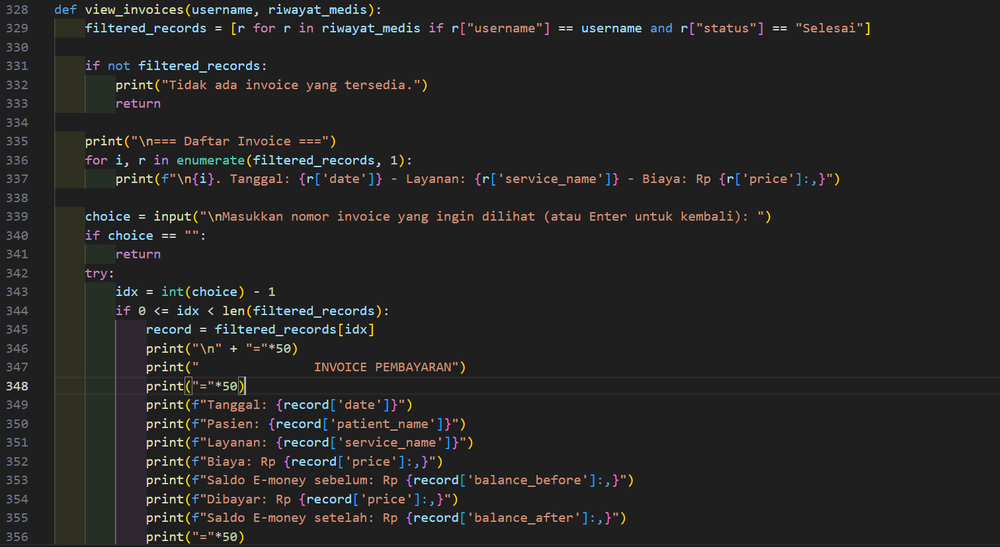 328 def view_invoices(username, riwayat_medis):
329     filtered_records = [r for r in riwayat_medis if r["username"] == username and r["status"] == "Selesai"]
330
331     if not filtered_records:
332         print("Tidak ada invoice yang tersedia.")
333         return
334
335     print("\n=== Daftar Invoice ===")
336     for i, r in enumerate(filtered_records, 1):
337         print(f"\n{i}. Tanggal: {r['date']} - Layanan: {r['service_name']} - Biaya: Rp {r['price']:,}")
338
339     choice = input("\nMasukkan nomor invoice yang ingin dilihat (atau Enter untuk kembali): ")
340     if choice == "":
341         return
342     try:
343         idx = int(choice) - 1
344         if 0 <= idx < len(filtered_records):
345             record = filtered_records[idx]
346             print("\n" + "="*50)
347             print("               INVOICE PEMBAYARAN")
348             print("="*50)
349             print(f"Tanggal: {record['date']}")
350             print(f"Pasien: {record['patient_name']}")
351             print(f"Layanan: {record['service_name']}")
352             print(f"Biaya: Rp {record['price']:,}")
353             print(f"Saldo E-money sebelum: Rp {record['balance_before']:,}")
354             print(f"Dibayar: Rp {record['price']:,}")
355             print(f"Saldo E-money setelah: Rp {record['balance_after']:,}")
356             print("="*50)